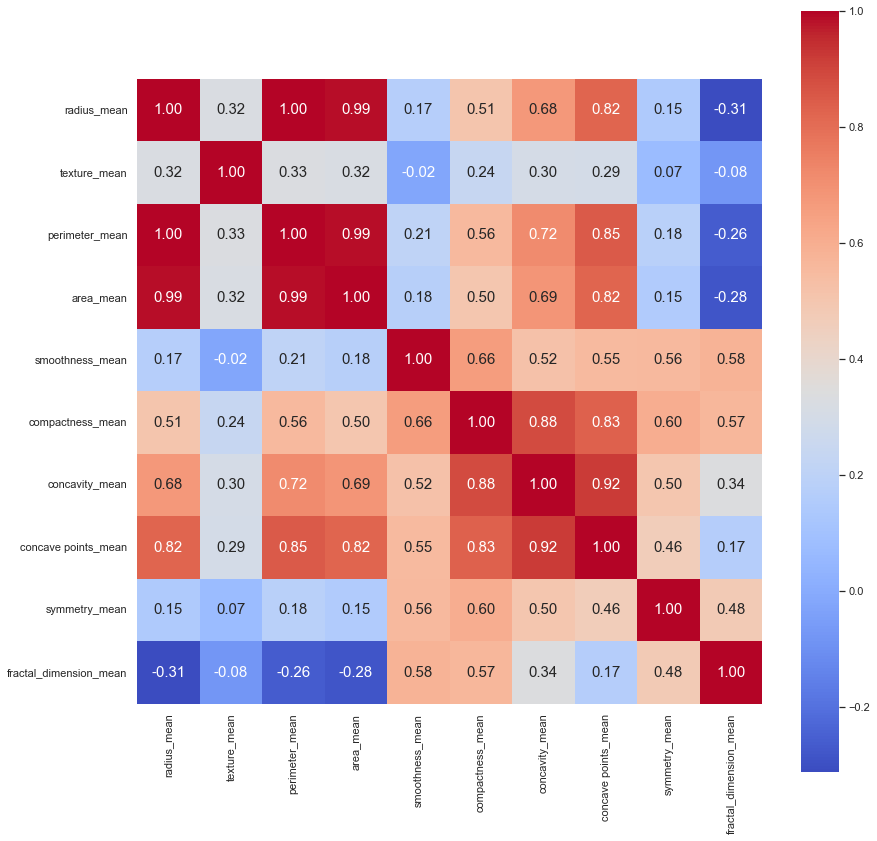 1.0
radius_mean 1.00 0.32 1.00 0.99 0.17 0.51 0.68 0.82 0.15 -0.31
0.8
texture_mean 0.32 1.00 0.33 0.32 -0.02 0.24 0.30 0.29 0.07 -0.08
perimeter_mean 1.00 0.33 1.00 0.99 0.21 0.56 0.72 0.85 0.18 -0.26
0.6
area_mean 0.99 0.32 0.99 1.00 0.18 0.50 0.69 0.82 0.15 -0.28
smoothness_mean 0.17 -0.02 0.21 0.18 1.00 0.66 0.52 0.55 0.56 0.58
0.4
compactness_mean 0.51 0.24 0.56 0.50 0.66 1.00 0.88 0.83 0.60 0.57
0.2
concavity_mean 0.68 0.30 0.72 0.69 0.52 0.88 1.00 0.92 0.50 0.34
concave points_mean 0.82 0.29 0.85 0.82 0.55 0.83 0.92 1.00 0.46 0.17
0.0
symmetry_mean 0.15 0.07 0.18 0.15 0.56 0.60 0.50 0.46 1.00 0.48
fractal_dimension_mean -0.31 -0.08 -0.26 -0.28 0.58 0.57 0.34 0.17 0.48 1.00
−0.2
radius_mean
texture_mean
perimeter_mean
area_mean
smoothness_mean
compactness_mean
concavity_mean
concave points_mean
symmetry_mean
fractal_dimension_mean